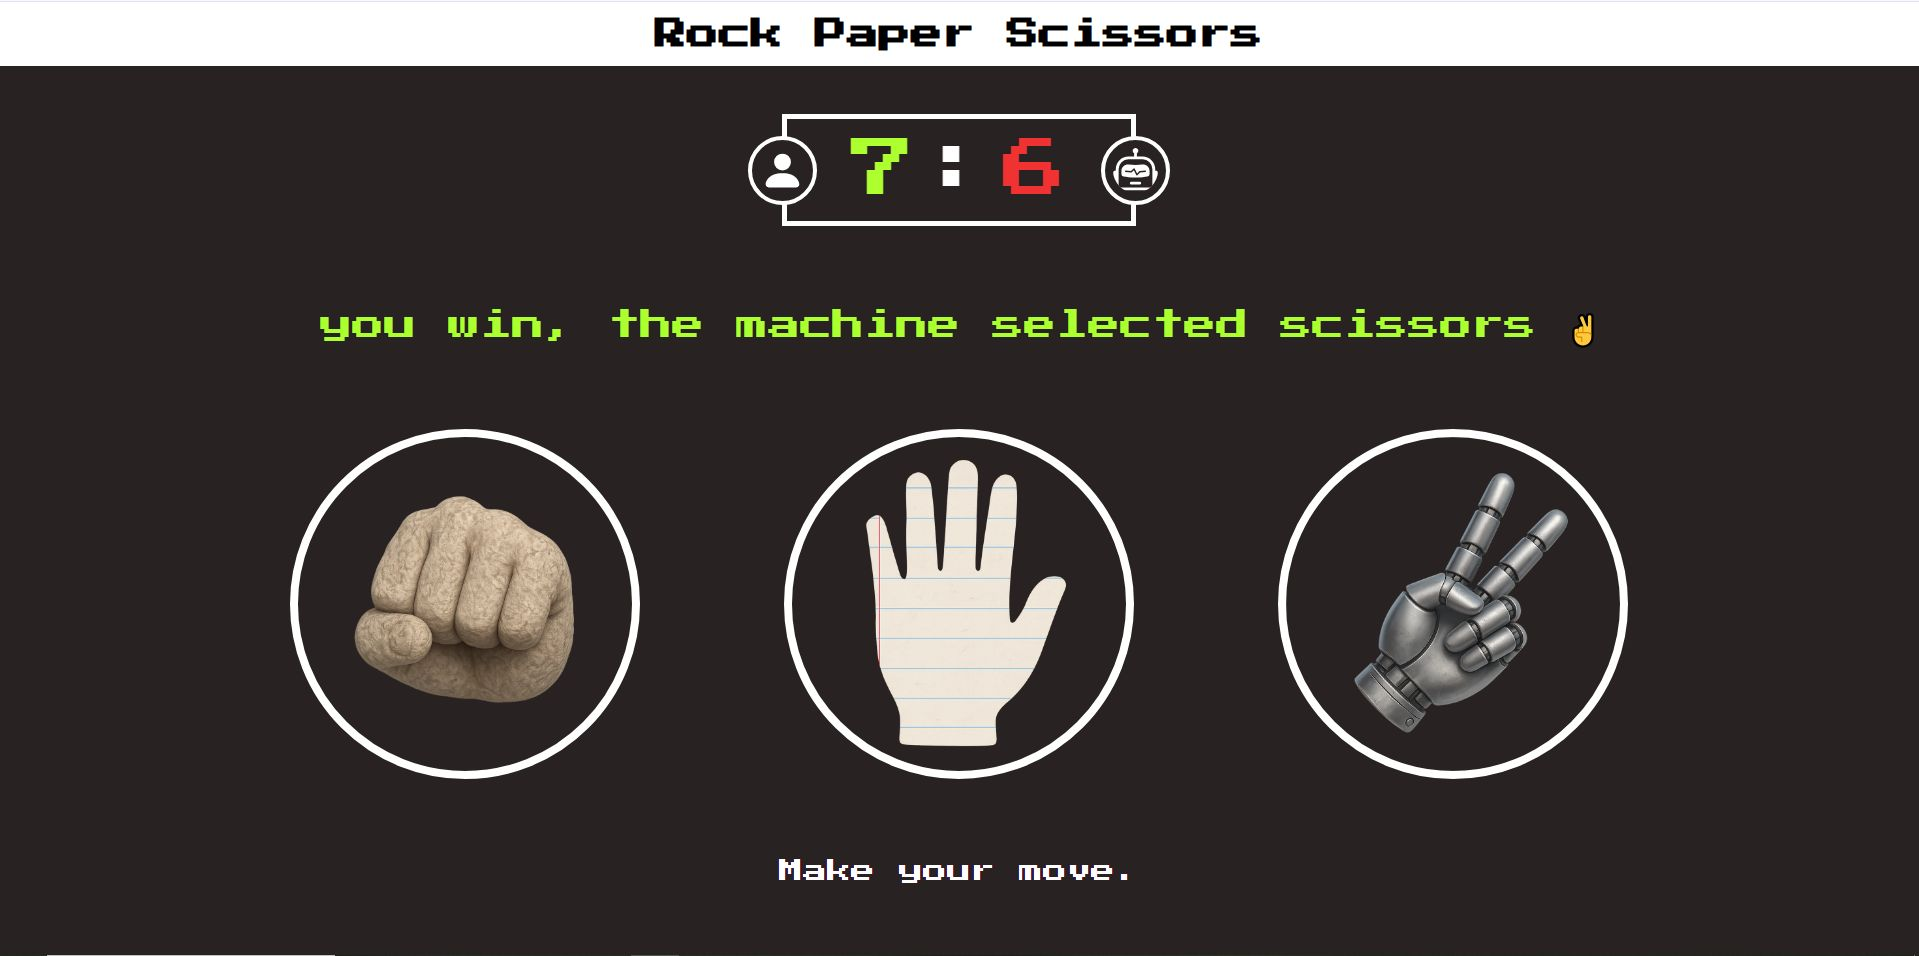 Rock Paper Scissors
7 : 6
you win, the machine selected scissors ✌
Make your move.